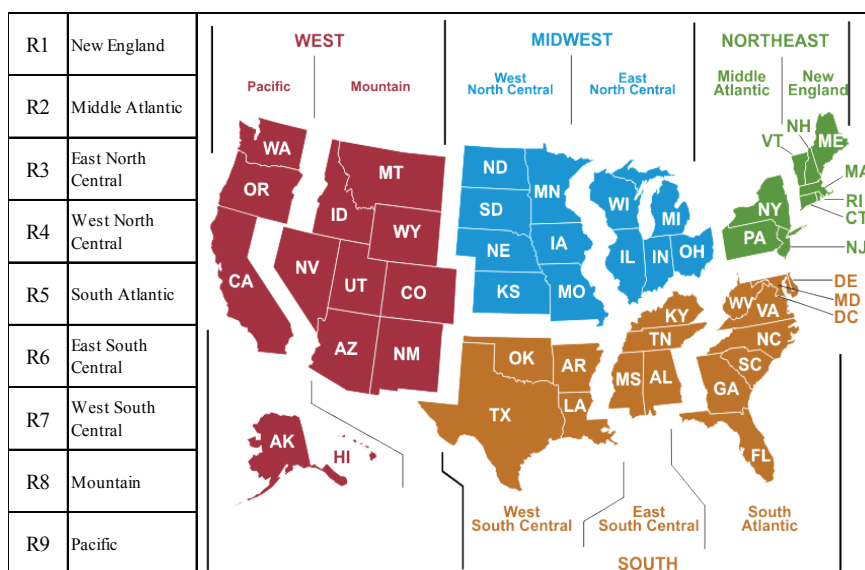 R1 New England
R2 Middle Atlantic
R3 East North
Central
R4 West North
Central
R5 South Atlantic
R6 East South
Central
R7 West South
Central
R8 Mountain
R9 Pacific
WEST
Pacific Mountain
MIDWEST
West
North Central
East
North Central
NORTHEAST
Middle
Atlantic
New
England
WA
OR
CA
MT
ID
WY
NV
UT
CO
AZ
NM
AK
HI
ND
SD
NE
KS
MN
IA
MO
WI
MI
IL
IN
OH
VT
NH
ME
MA
RI
CT
NY
PA
NJ
DE
MD
DC
WV
VA
NC
SC
GA
FL
KY
TN
MS
AL
OK
AR
TX
LA
West
South Central
East
South Central
South
Atlantic
SOUTH